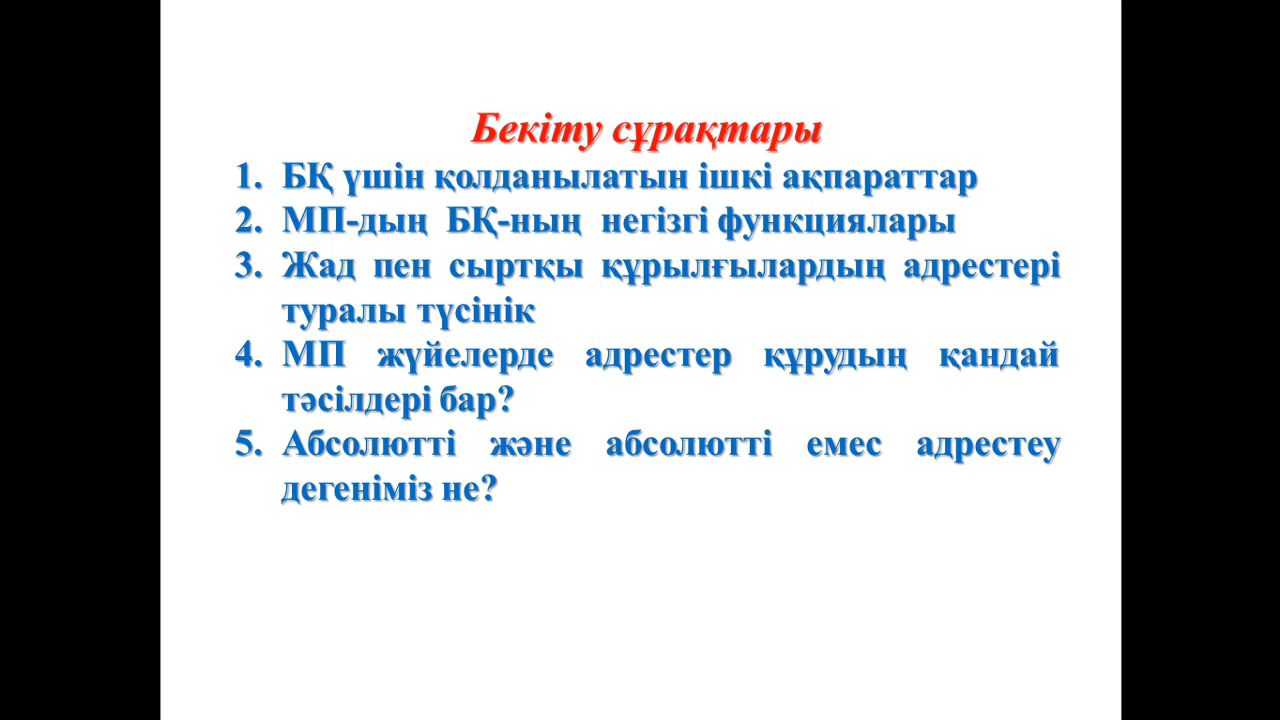 Бекіту сұрақтары
1. БҚ үшін қолданылатын ішкі ақпараттар
2. МП-дың БҚ-ның негізгі функциялары
3. Жад пен сыртқы құрылғылардың адрестері
туралы түсінік
4. МП жүйелерде адрестер құрудың қандай
тәсілдері бар?
5. Абсолютті және абсолютті емес адрестеу
дегеніміз не?